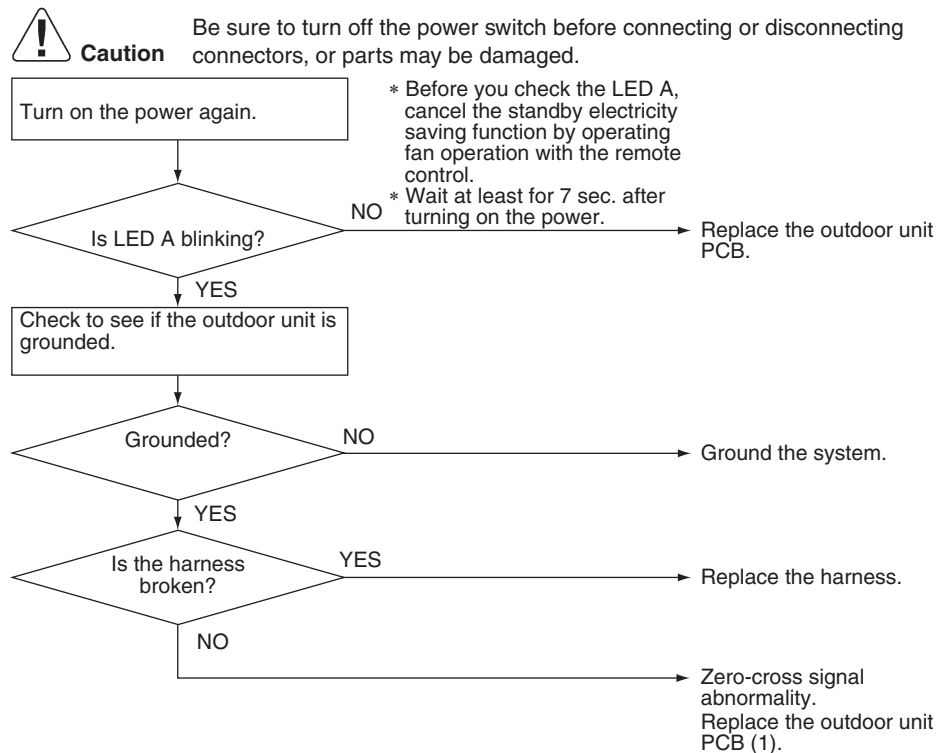 Be sure to turn off the power switch before connecting or disconnecting
Caution connectors, or parts may be damaged.
Turn on the power again.
∗ Before you check the LED A,
cancel the standby electricity
saving function by operating
fan operation with the remote
control.
∗ Wait at least for 7 sec. after
turning on the power.
Is LED A blinking?
NO
Replace the outdoor unit
PCB.
YES
Check to see if the outdoor unit is
grounded.
Grounded?
NO
Ground the system.
YES
Is the harness
broken?
YES
Replace the harness.
NO
Zero-cross signal
abnormality.
Replace the outdoor unit
PCB (1).